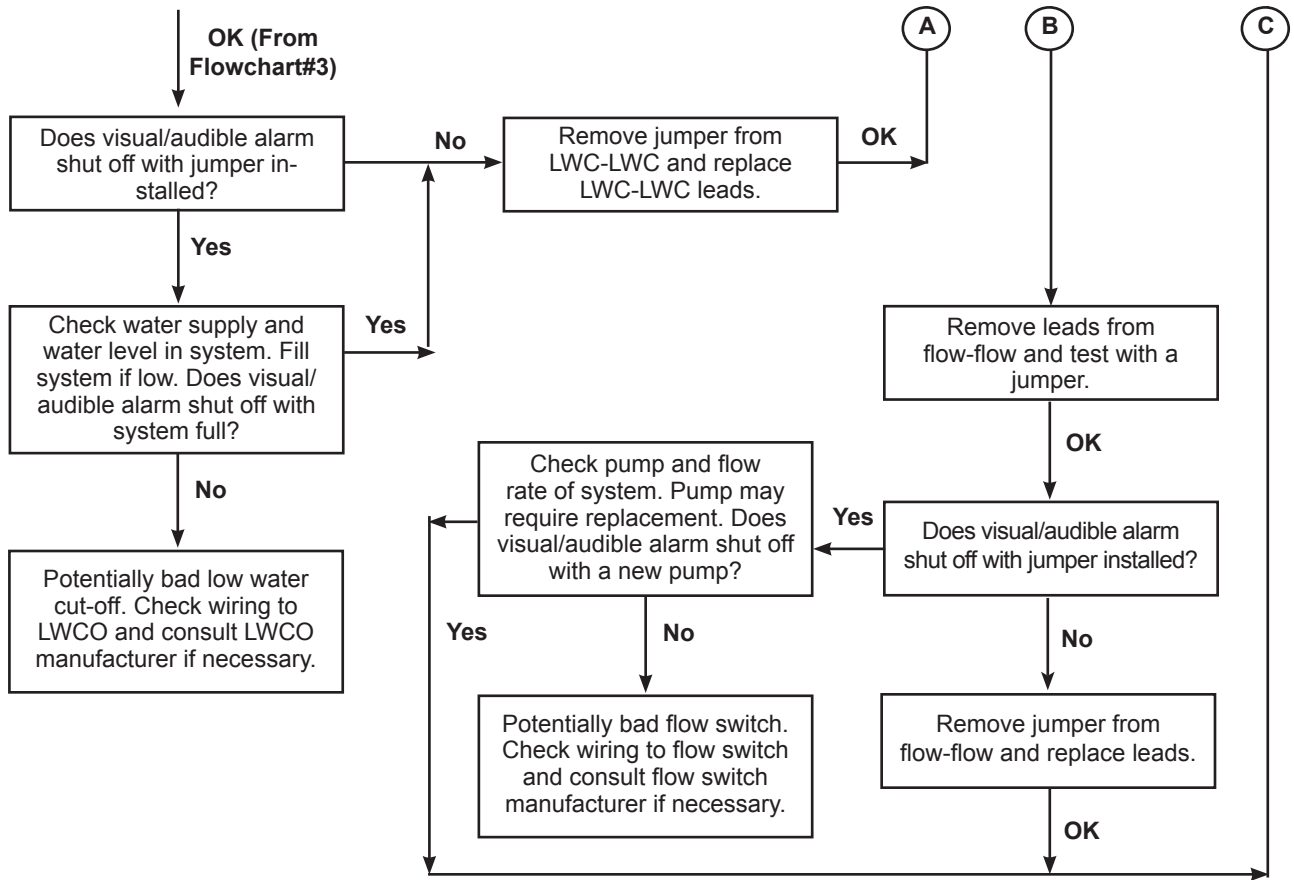 OK (From
Flowchart#3)
A
B
C
Does visual/audible alarm
shut off with jumper in-
stalled?
No
Remove jumper from
LWC-LWC and replace
LWC-LWC leads.
OK
Yes
Check water supply and
water level in system. Fill
system if low. Does visual/
audible alarm shut off with
system full?
Yes
Remove leads from
flow-flow and test with a
jumper.
OK
No
Check pump and flow
rate of system. Pump may
require replacement. Does
visual/audible alarm shut off
with a new pump?
Yes
Does visual/audible alarm
shut off with jumper installed?
Potentially bad low water
cut-off. Check wiring to
LWCO and consult LWCO
manufacturer if necessary.
Yes
No
No
Potentially bad flow switch.
Check wiring to flow switch
and consult flow switch
manufacturer if necessary.
Remove jumper from
flow-flow and replace leads.
OK